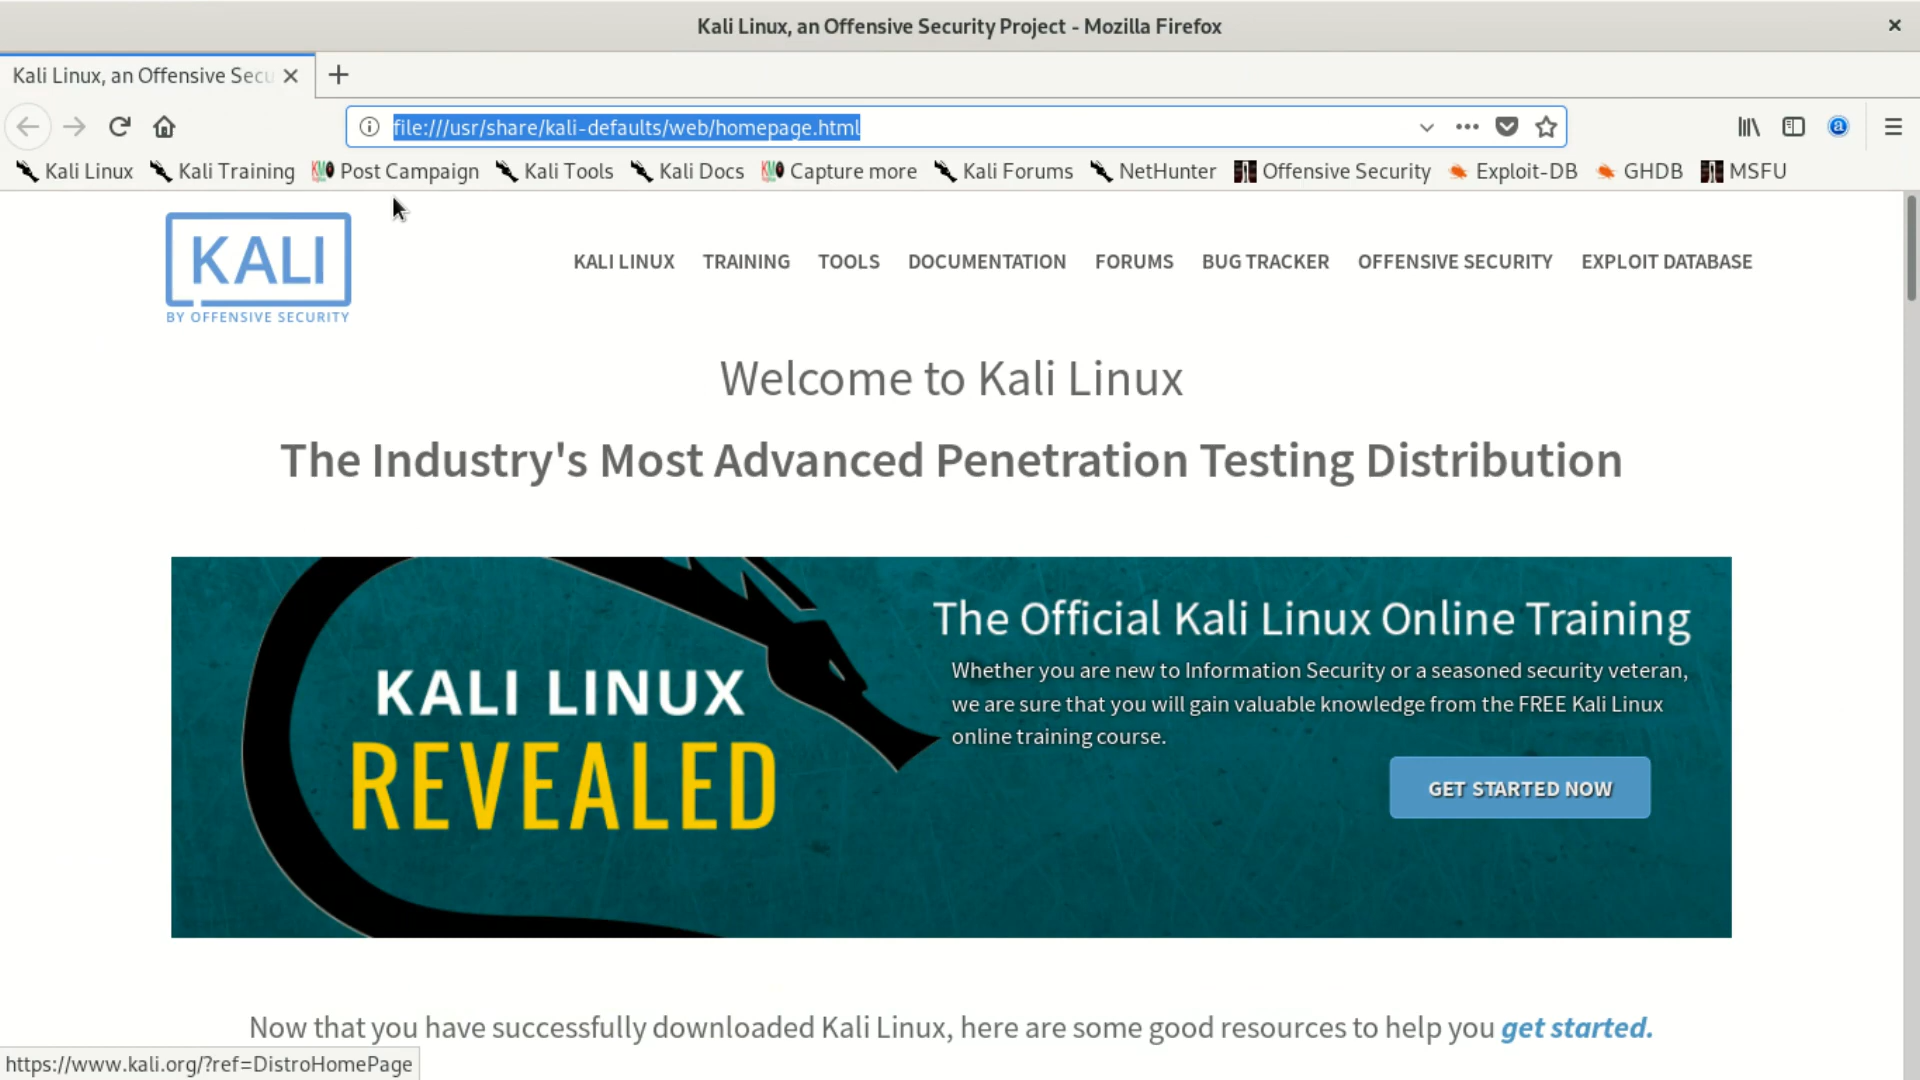 Kali Linux, an Offensive Security Project - Mozilla Firefox
Kali Linux, an Offensive Secu
file:///usr/share/kali-defaults/web/homepage.html
Kali Linux Kali Training Post Campaign Kali Tools Kali Docs Capture more Kali Forums NetHunter Offensive Security Exploit-DB GHDB MSFU
KALI
BY OFFENSIVE SECURITY
KALI LINUX TRAINING TOOLS DOCUMENTATION FORUMS BUG TRACKER OFFENSIVE SECURITY EXPLOIT DATABASE
Welcome to Kali Linux
The Industry's Most Advanced Penetration Testing Distribution
KALI LINUX
REVEALED
The Official Kali Linux Online Training
Whether you are new to Information Security or a seasoned security veteran,
we are sure that you will gain valuable knowledge from the FREE Kali Linux
online training course.
GET STARTED NOW
Now that you have successfully downloaded Kali Linux, here are some good resources to help you get started.
https://www.kali.org/?ref=DistroHomePage